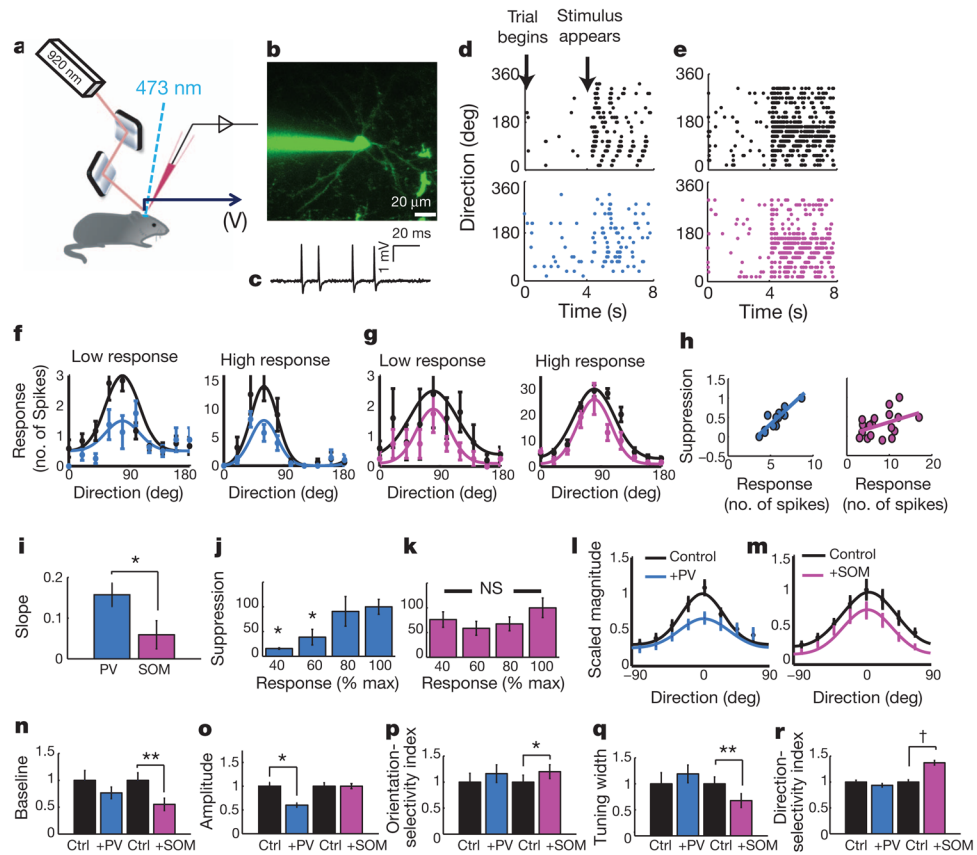 a
920 nm
473 nm
(V)
b
20 µm
c
20 ms
1 mV
Trial begins
Stimulus appears
d
360
180
0
360
180
0
Direction (deg)
0 4 8
Time (s)
e
360
180
0
360
180
0
0 4 8
Time (s)
f
Low response
High response
Response
(no. of Spikes)
3
2
1
0
0 90 180
Direction (deg)
15
10
5
0
0 90 180
Direction (deg)
g
Low response
High response
3
2
1
0
0 90 180
Direction (deg)
30
20
10
0
0 90 180
Direction (deg)
h
Suppression
1.5
1.0
0.5
0
−0.5
0 5 10
Response
(no. of spikes)
0 10 20
Response
(no. of spikes)
i
Slope
0.2
0.1
0
*
PV SOM
j
Suppression
100
50
0
* *
40 60 80 100
Response (% max)
k
NS
100
50
0
40 60 80 100
Response (% max)
l
Control
+PV
Scaled magnitude
1.5
1
0.5
0
−90 0 90
Direction (deg)
m
Control
+SOM
1.5
1
0.5
0
−90 0 90
Direction (deg)
n
Baseline
1.5
1
0.5
0
**
Ctrl +PV Ctrl +SOM
o
Amplitude
1.5
1
0.5
0
*
Ctrl +PV Ctrl +SOM
p
Orientation-
selectivity index
1.5
1
0.5
0
*
Ctrl +PV Ctrl +SOM
q
Tuning width
1.5
1
0.5
0
**
Ctrl +PV Ctrl +SOM
r
Direction-
selectivity index
1.5
1
0.5
0
†
Ctrl +PV Ctrl +SOM